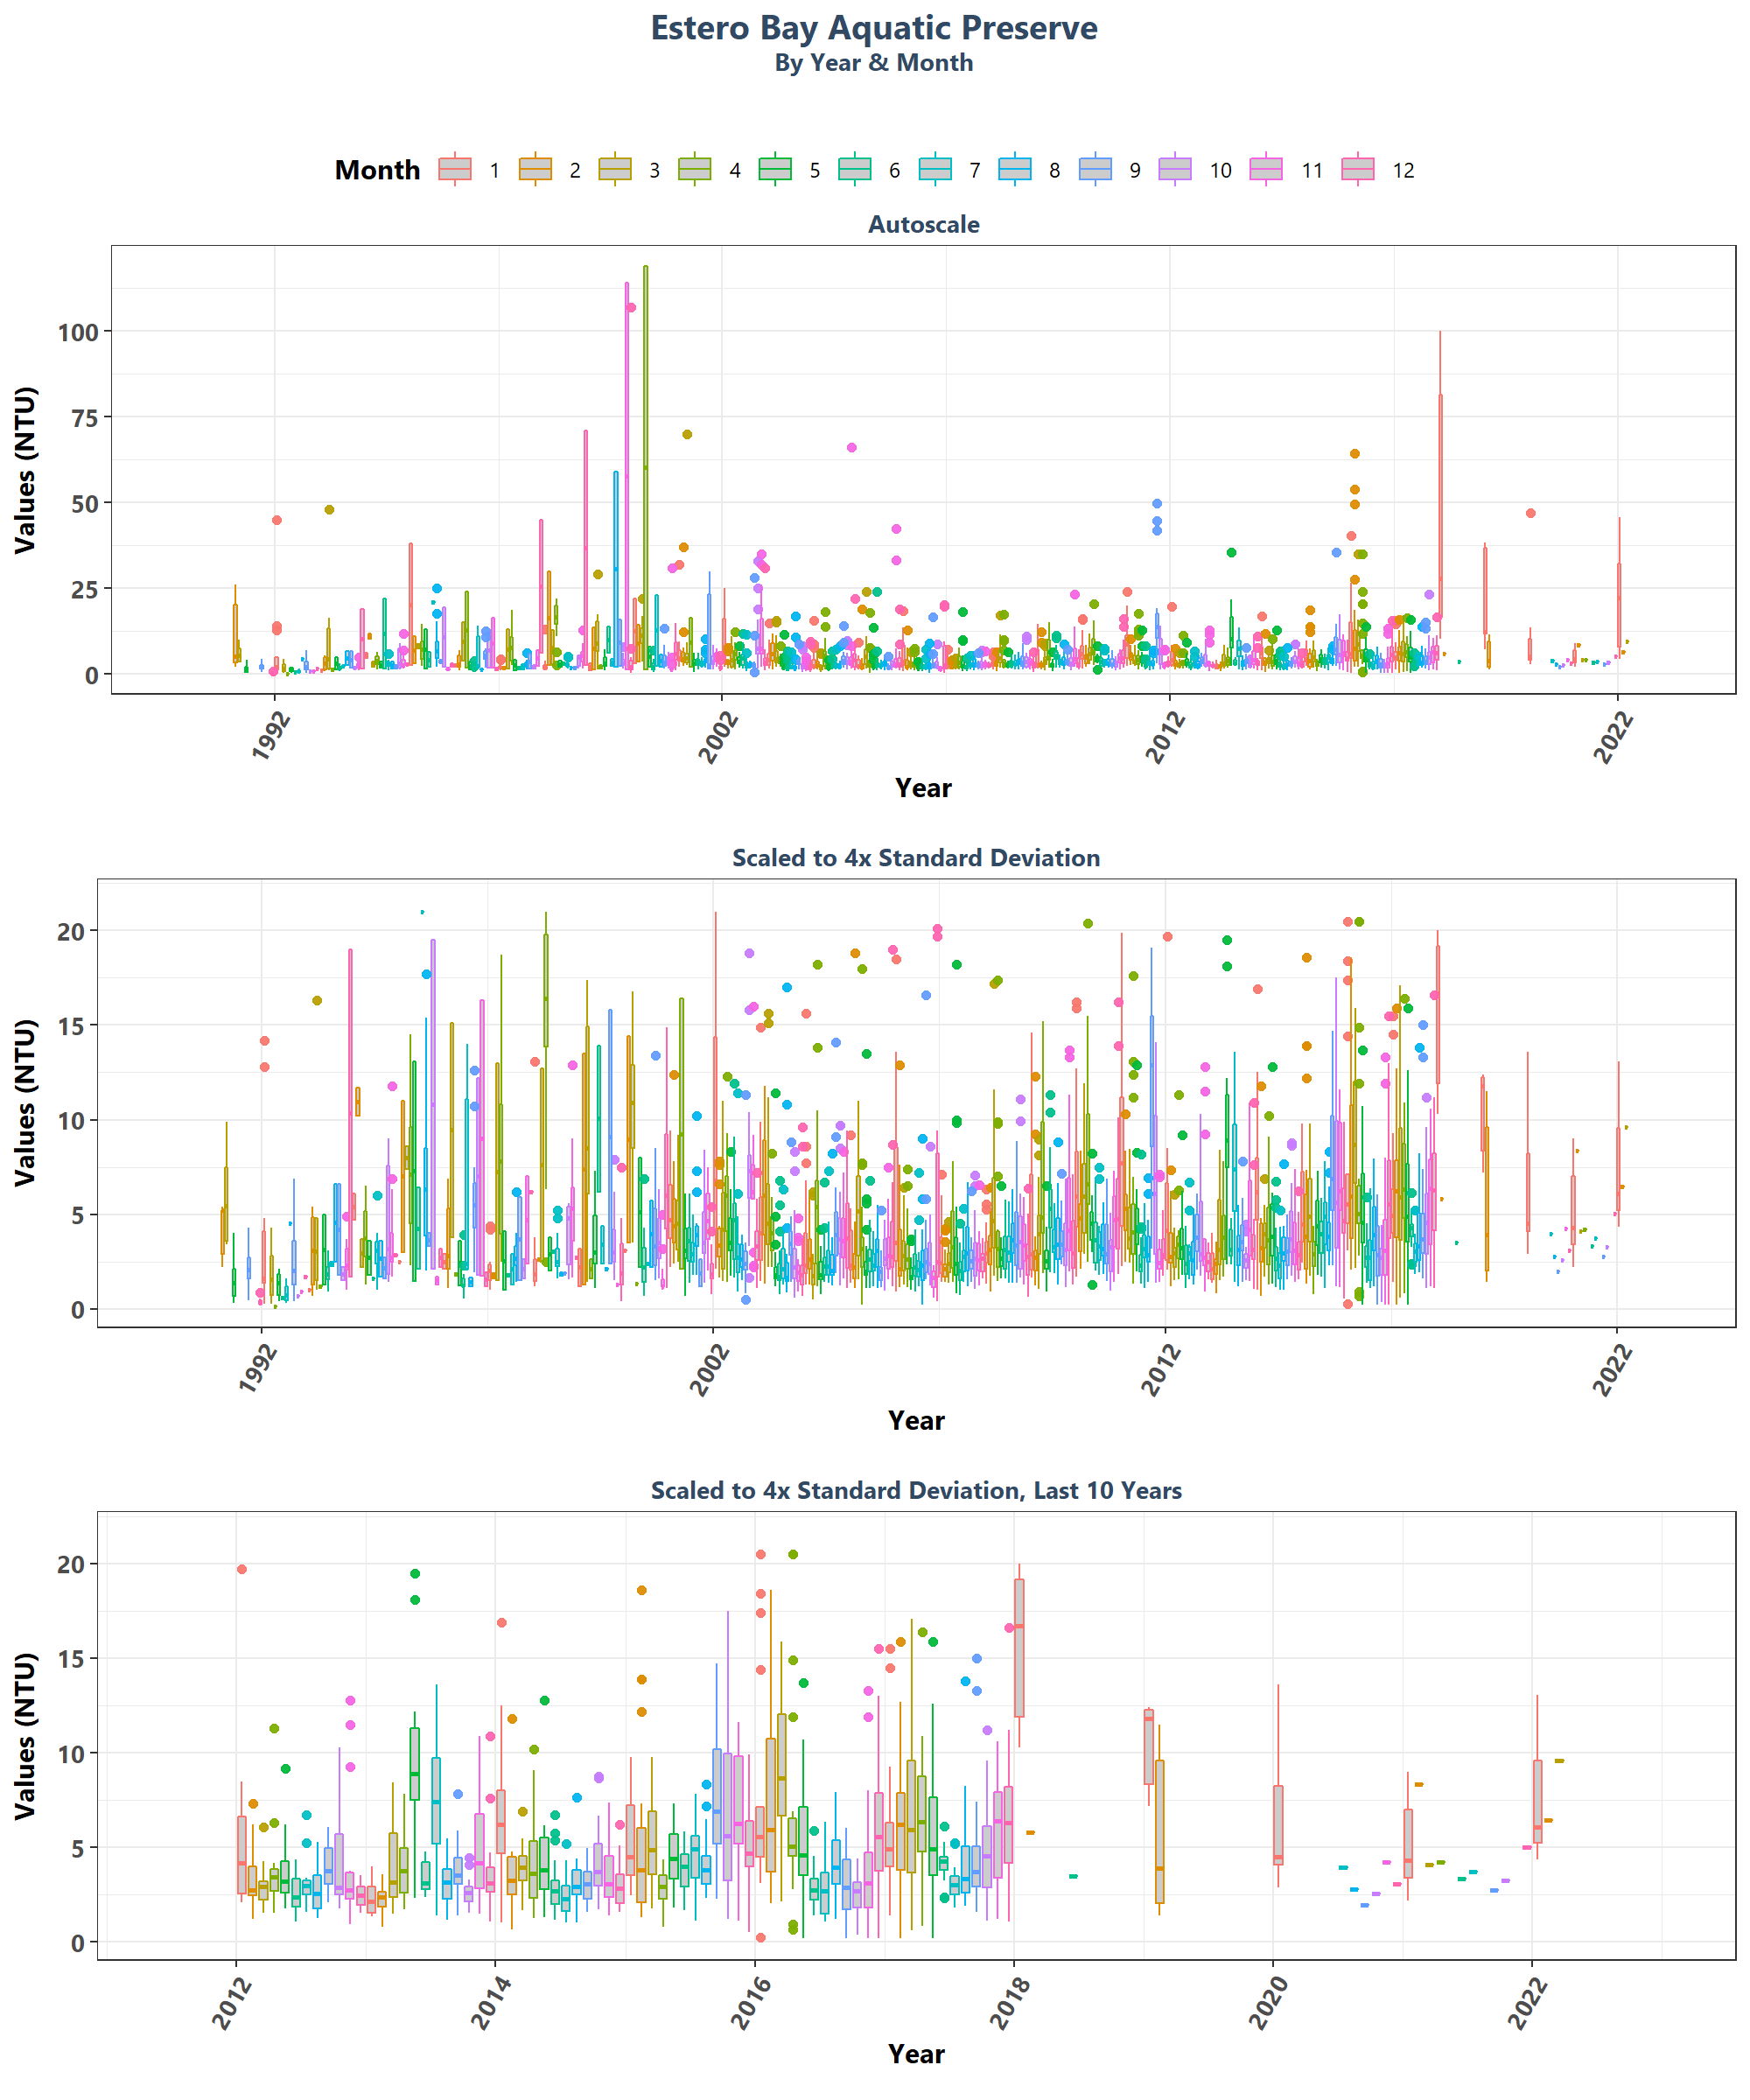 Estero Bay Aquatic Preserve
By Year & Month
Month 1 2 3 4 5 6 7 8 9 10 11 12
Autoscale
Values (NTU)
100
75
50
25
0
1992 2002 2012 2022
Year
Scaled to 4x Standard Deviation
Values (NTU)
20
15
10
5
0
1992 2002 2012 2022
Year
Scaled to 4x Standard Deviation, Last 10 Years
Values (NTU)
20
15
10
5
0
2012 2014 2016 2018 2020 2022
Year